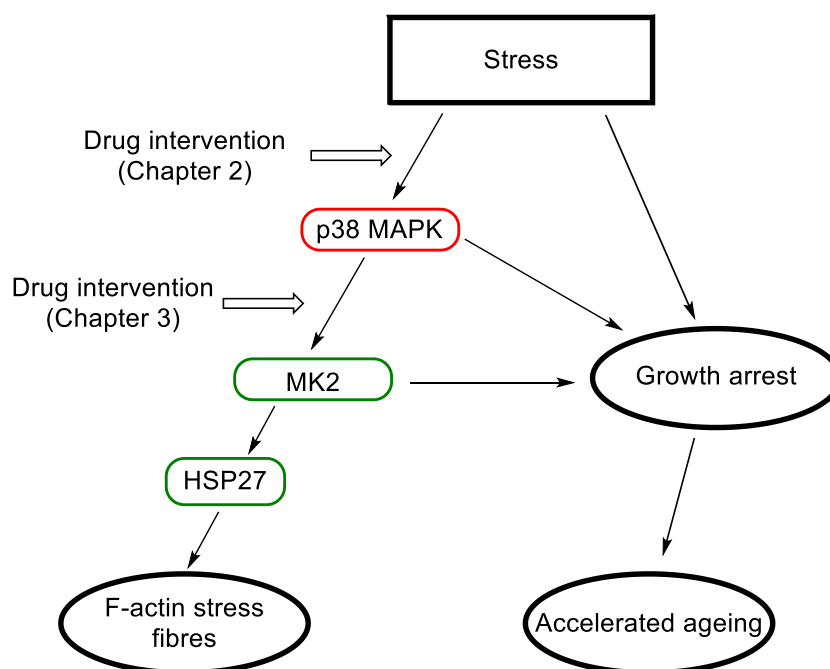 Stress
Drug intervention
(Chapter 2)
p38 MAPK
Drug intervention
(Chapter 3)
MK2
Growth arrest
HSP27
F-actin stress
fibres
Accelerated ageing